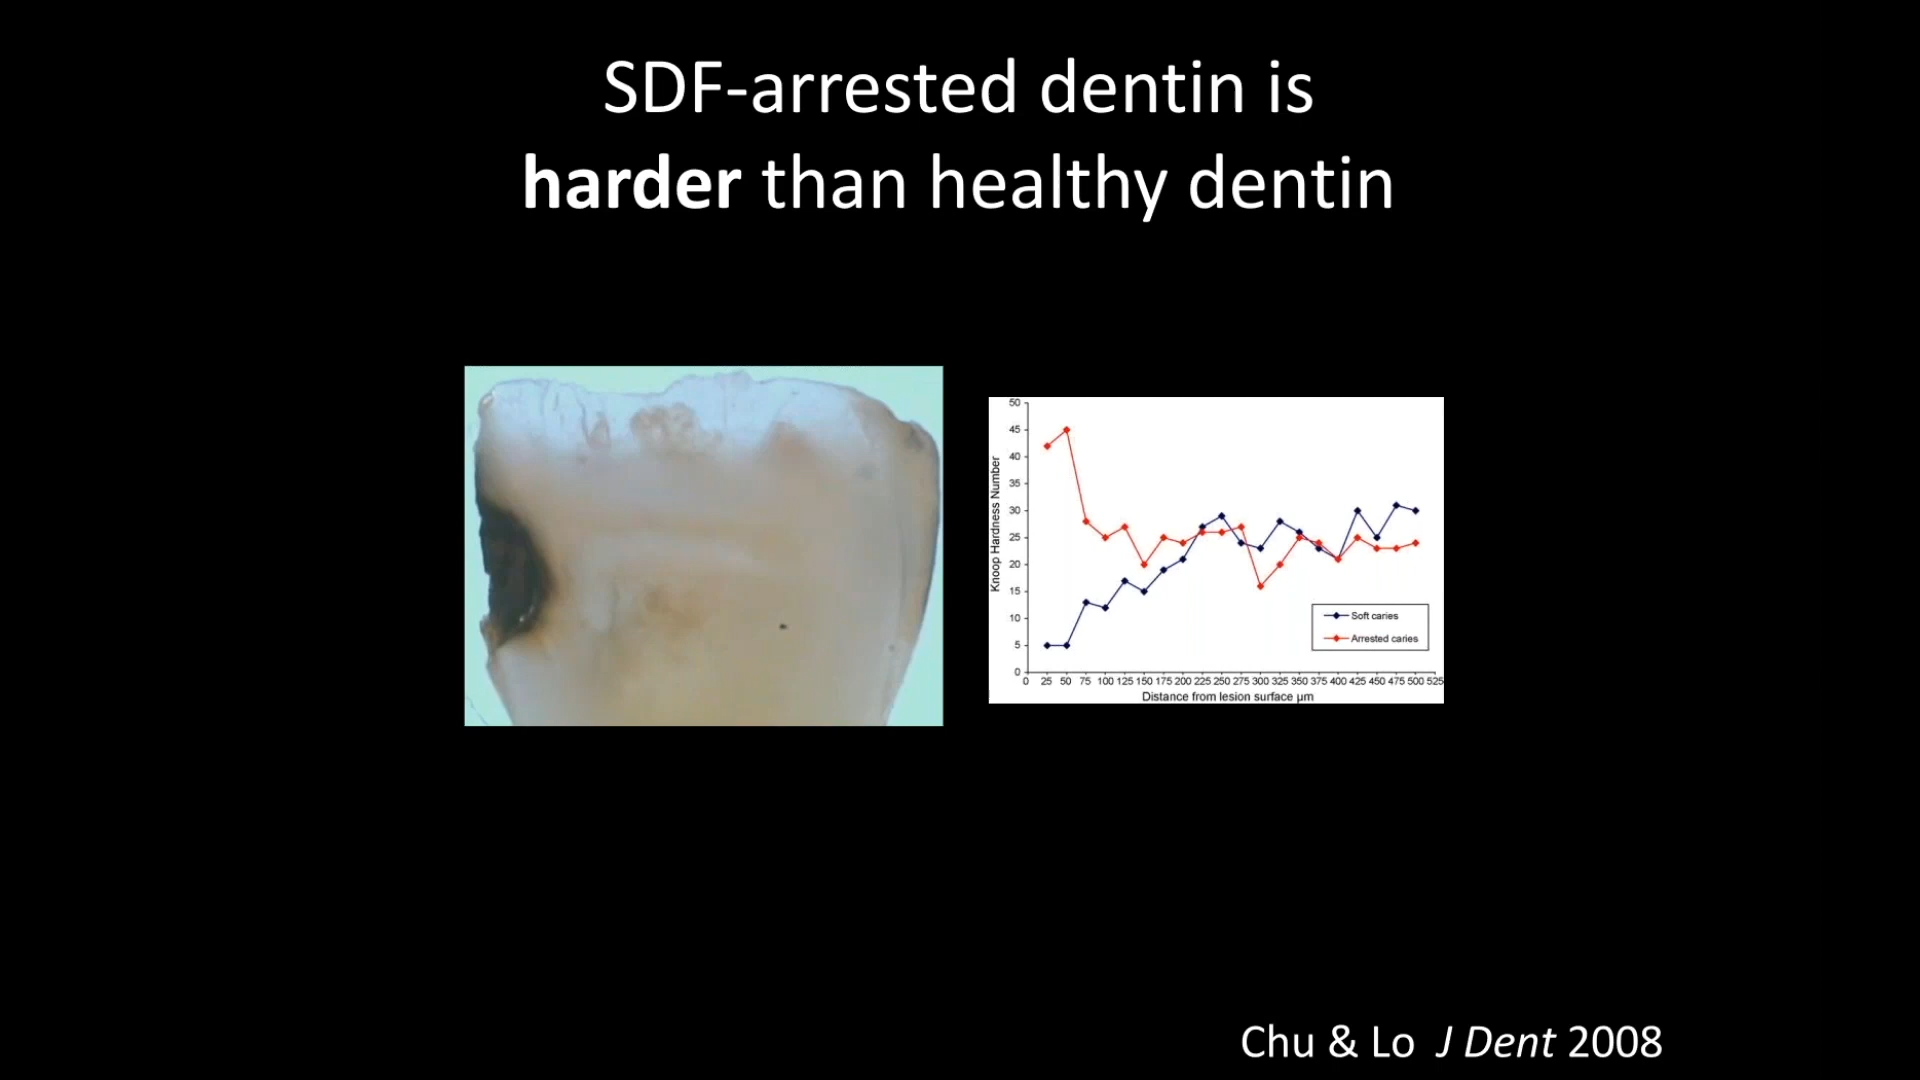 SDF-arrested dentin is
harder than healthy dentin
50
45
40
35
30
25
20
15
10
5
0
Knoop Hardness Number
Soft caries
Arrested caries
0 25 50 75 100 125 150 175 200 225 250 275 300 325 350 375 400 425 450 475 500 525
Distance from lesion surface µm
Chu & Lo J Dent 2008